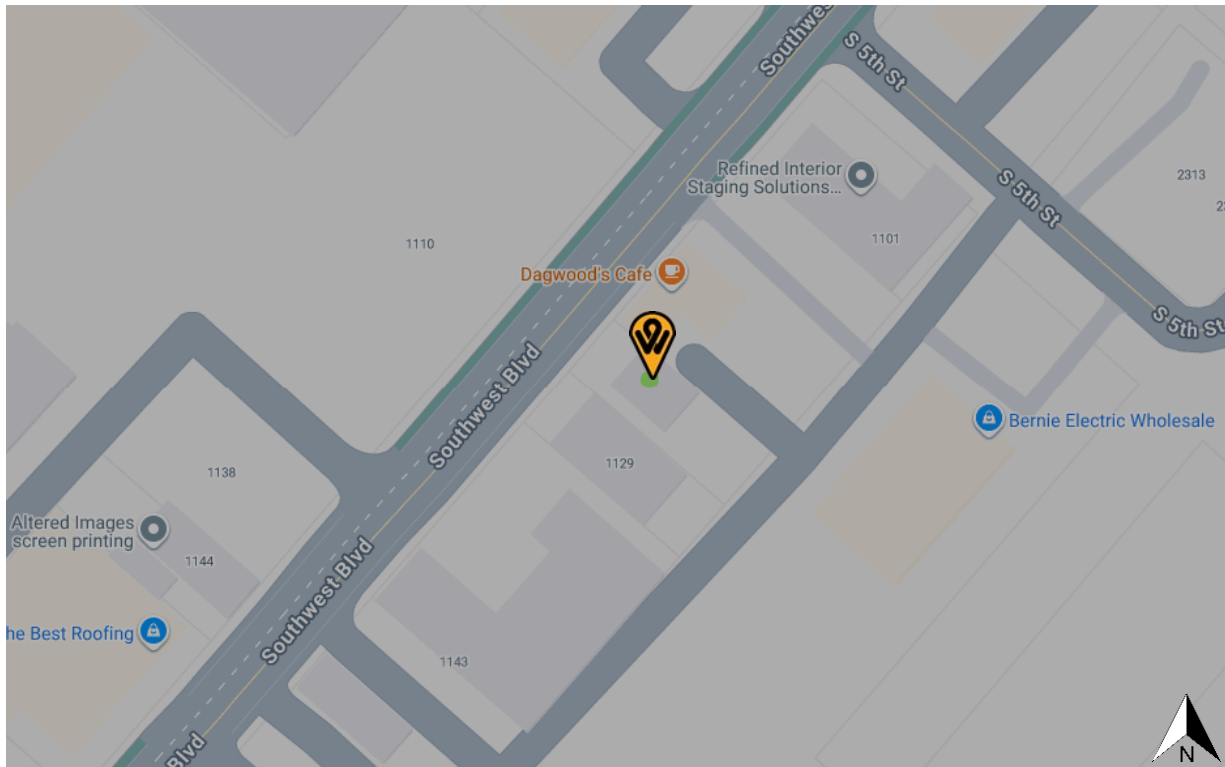 Southwes
S 5th St
Refined Interior
Staging Solutions...
S 5th St
2313
1101
1110
Dagwood's Cafe
S 5th St
Southwest Blvd
Bernie Electric Wholesale
1129
1138
Altered Images
screen printing
1144
Southwest Blvd
he Best Roofing
1143
Blvd
N